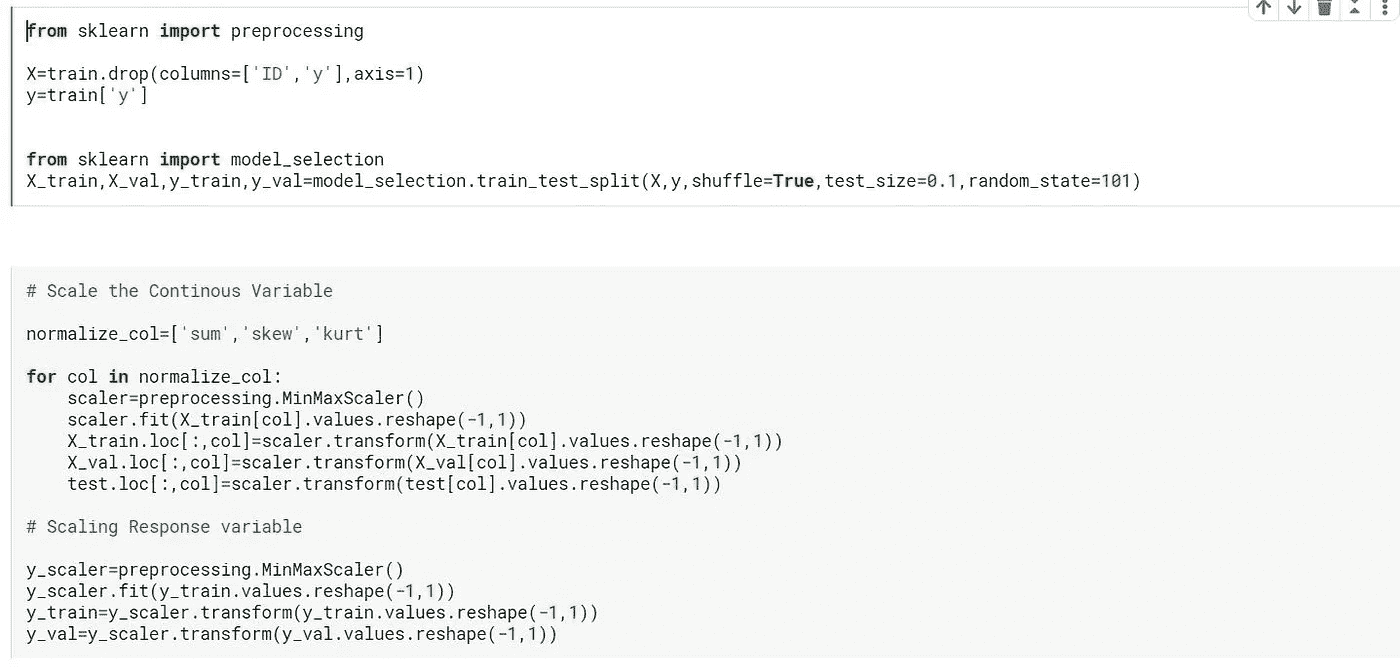 from sklearn import preprocessing
X=train.drop(columns=['ID','y'],axis=1)
y=train['y']
from sklearn import model_selection
X_train,X_val,y_train,y_val=model_selection.train_test_split(X,y,shuffle=True,test_size=0.1,random_state=101)
# Scale the Continous Variable
normalize_col=['sum','skew','kurt']
for col in normalize_col:
    scaler=preprocessing.MinMaxScaler()
    scaler.fit(X_train[col].values.reshape(-1,1))
    X_train.loc[:,col]=scaler.transform(X_train[col].values.reshape(-1,1))
    X_val.loc[:,col]=scaler.transform(X_val[col].values.reshape(-1,1))
    test.loc[:,col]=scaler.transform(test[col].values.reshape(-1,1))
# Scaling Response variable
y_scaler=preprocessing.MinMaxScaler()
y_scaler.fit(y_train.values.reshape(-1,1))
y_train=y_scaler.transform(y_train.values.reshape(-1,1))
y_val=y_scaler.transform(y_val.values.reshape(-1,1))